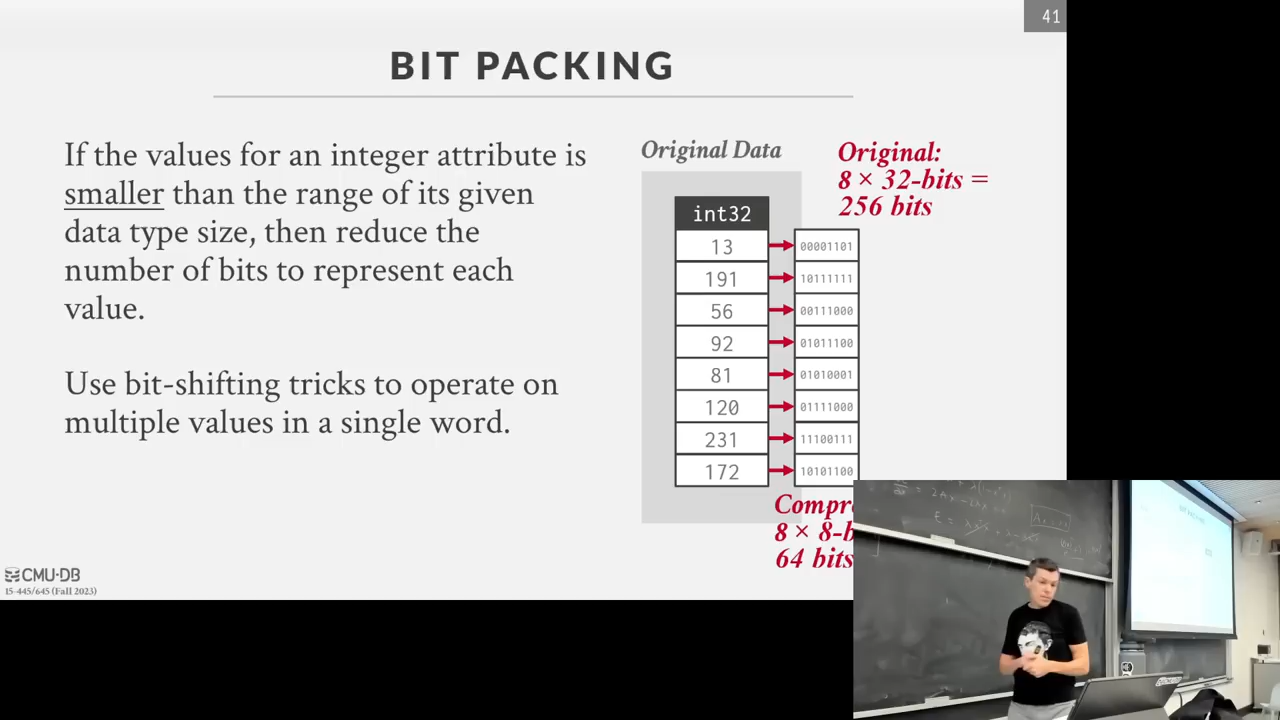 41
BIT PACKING
If the values for an integer attribute is
smaller than the range of its given
data type size, then reduce the
number of bits to represent each
value.
Use bit-shifting tricks to operate on
multiple values in a single word.
Original Data
Original:
8 × 32-bits =
256 bits
int32
13 00001101
191 10111111
56 00111000
92 01011100
81 01010001
120 01111000
231 11100111
172 10101100
Compr
8 × 8-b
64 bits
CMU·DB
15-445/645 (Fall 2023)